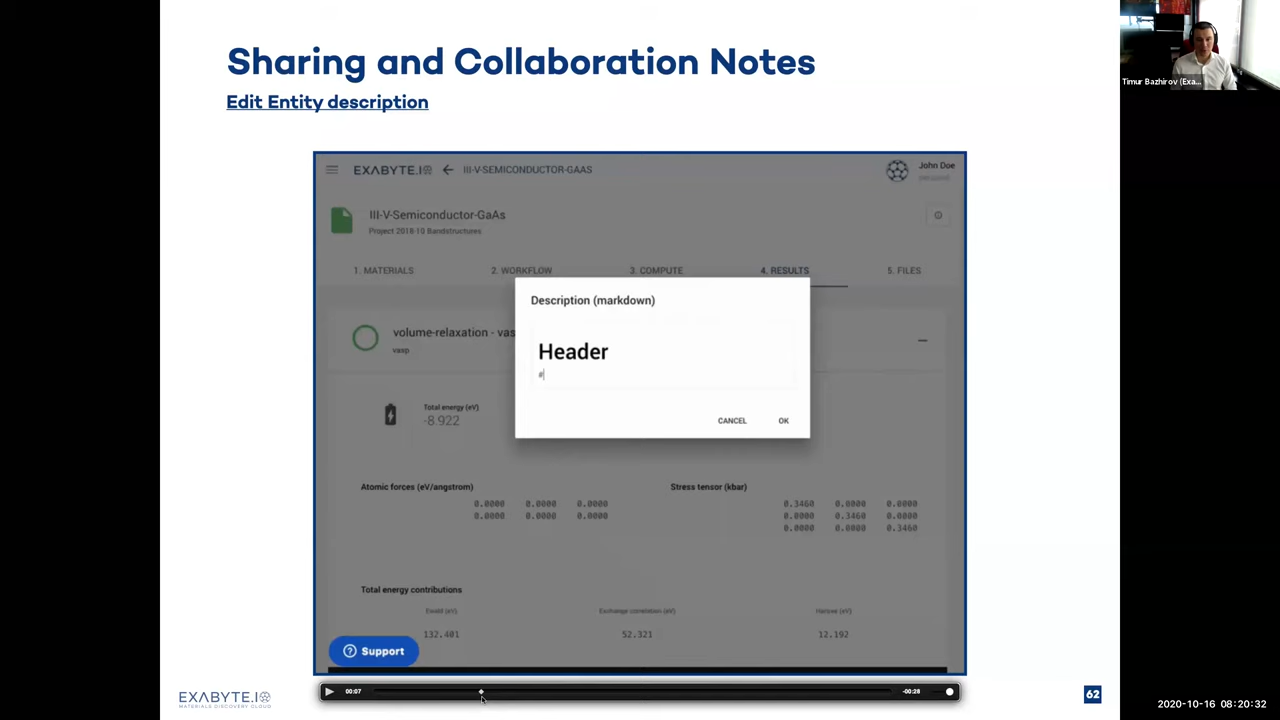 Sharing and Collaboration Notes
Edit Entity description
Timur Bazhirov (Exa...
EXABYTE.IO
III-V-SEMICONDUCTOR-GAAS
John Doe
III-V-Semiconductor-GaAs
Project 2018-10 Bandstructures
1. MATERIALS
2. WORKFLOW
3. COMPUTE
4. RESULTS
5. FILES
Description (markdown)
Header
#
CANCEL
OK
volume-relaxation - vas
vasp
Total energy (eV)
-8.922
Atomic forces (eV/angstrom)
0.0000 0.0000 0.0000
0.0000 0.0000 0.0000
Stress tensor (kbar)
0.3460 0.0000 0.0000
0.0000 0.3460 0.0000
0.0000 0.0000 0.3460
Total energy contributions
Ewald (eV)
Exchange correlation (eV)
Hartree (eV)
132.401
52.321
12.192
Support
00:07
-00:28
EXABYTE.IO
MATERIALS DISCOVERY CLOUD
62
2020-10-16 08:20:32